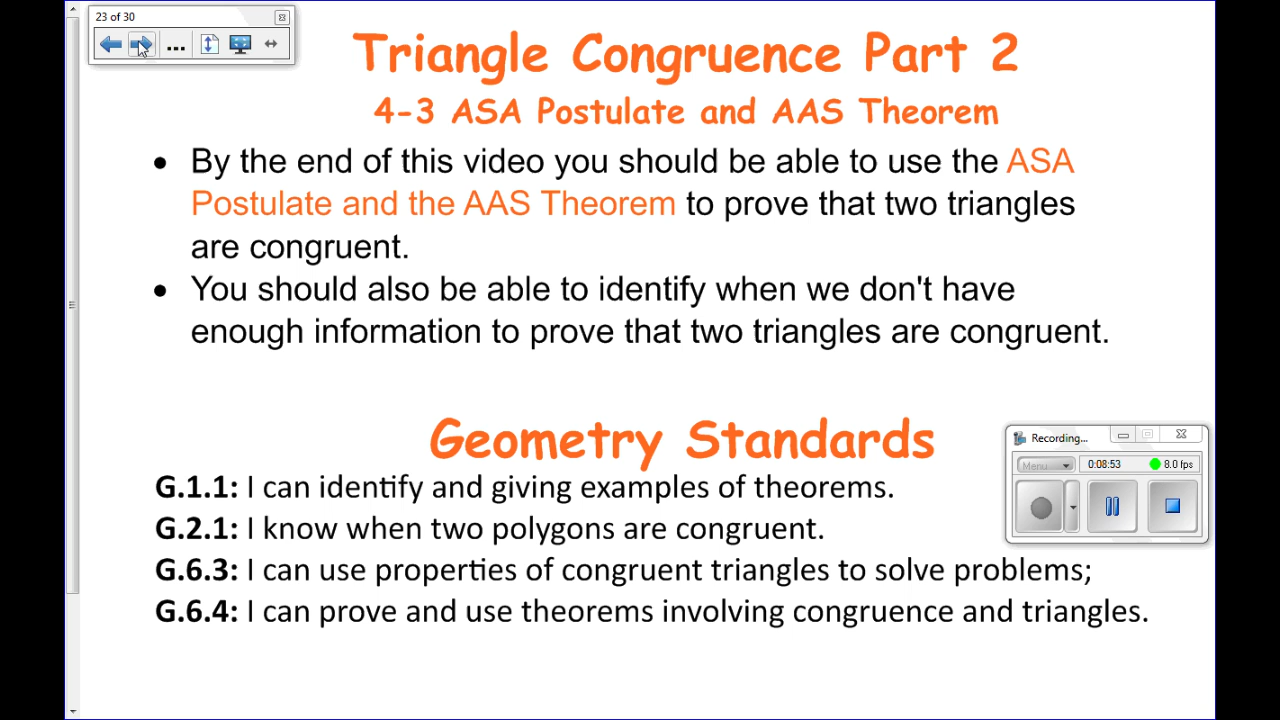 23 of 30
Triangle Congruence Part 2
4-3 ASA Postulate and AAS Theorem
• By the end of this video you should be able to use the ASA
Postulate and the AAS Theorem to prove that two triangles
are congruent.
• You should also be able to identify when we don't have
enough information to prove that two triangles are congruent.
Geometry Standards
Recording...
Menu
0:08:53
8.0 fps
G.1.1: I can identify and giving examples of theorems.
G.2.1: I know when two polygons are congruent.
G.6.3: I can use properties of congruent triangles to solve problems;
G.6.4: I can prove and use theorems involving congruence and triangles.